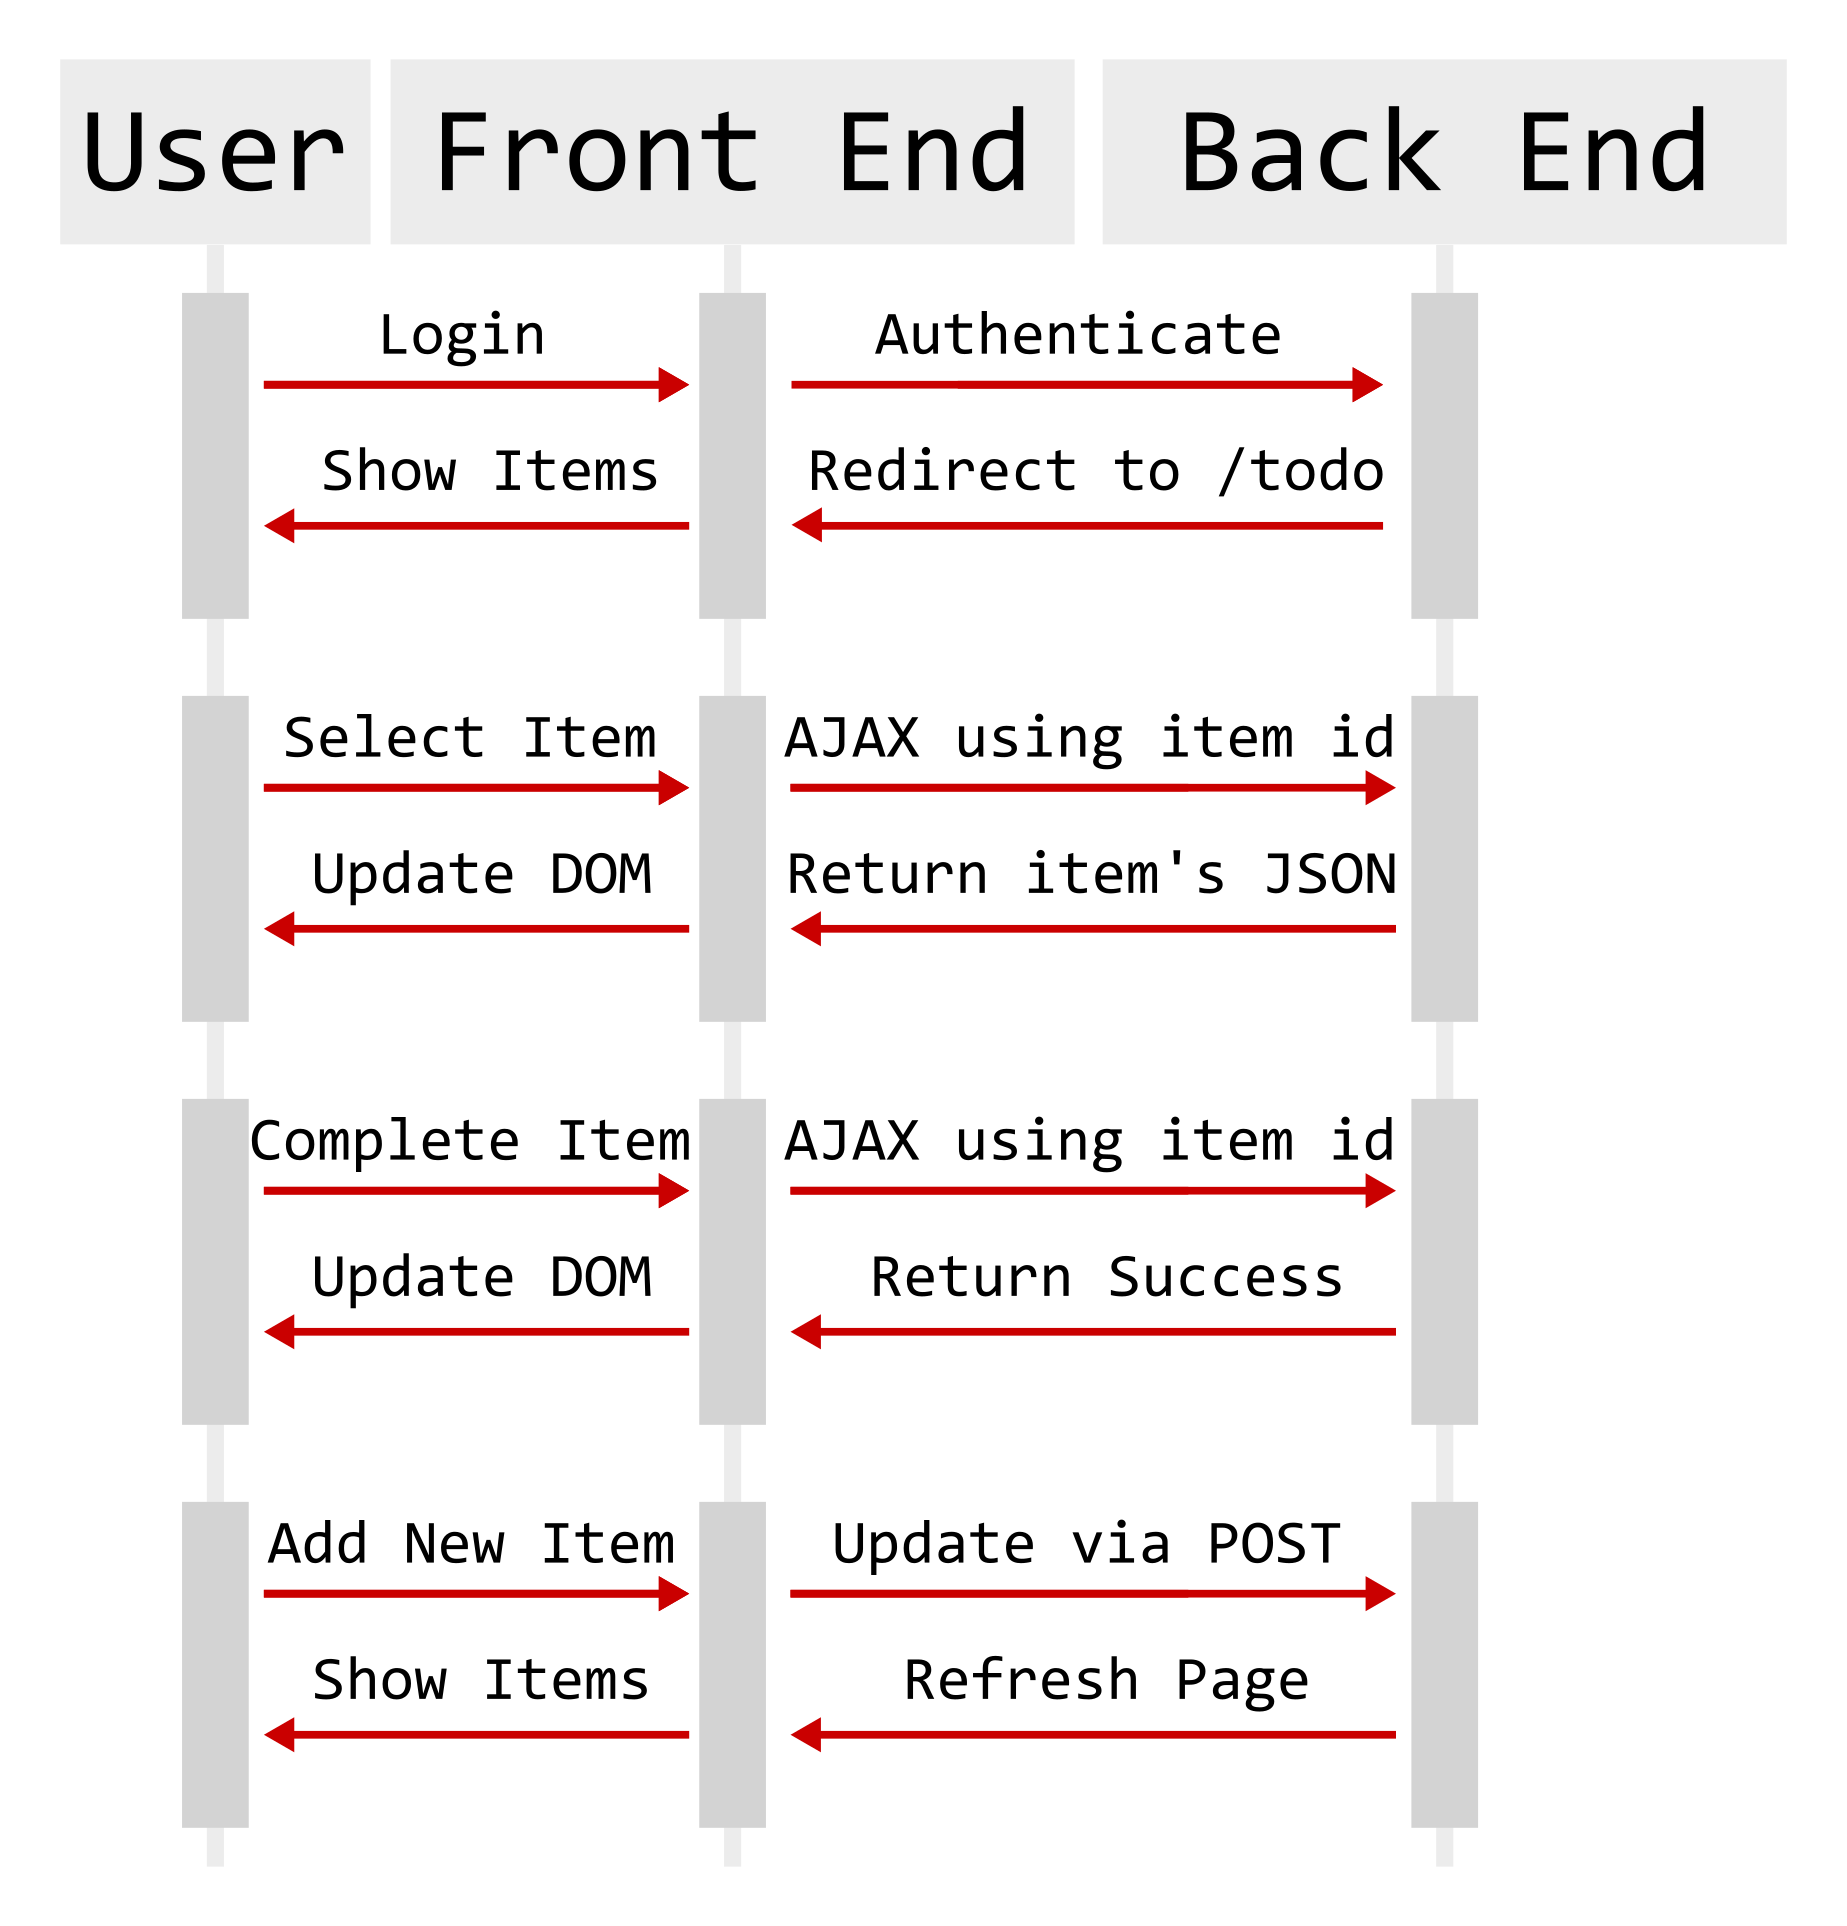 User
Front End
Back End
Login
Authenticate
Show Items
Redirect to /todo
Select Item
AJAX using item id
Update DOM
Return item's JSON
Complete Item
AJAX using item id
Update DOM
Return Success
Add New Item
Update via POST
Show Items
Refresh Page